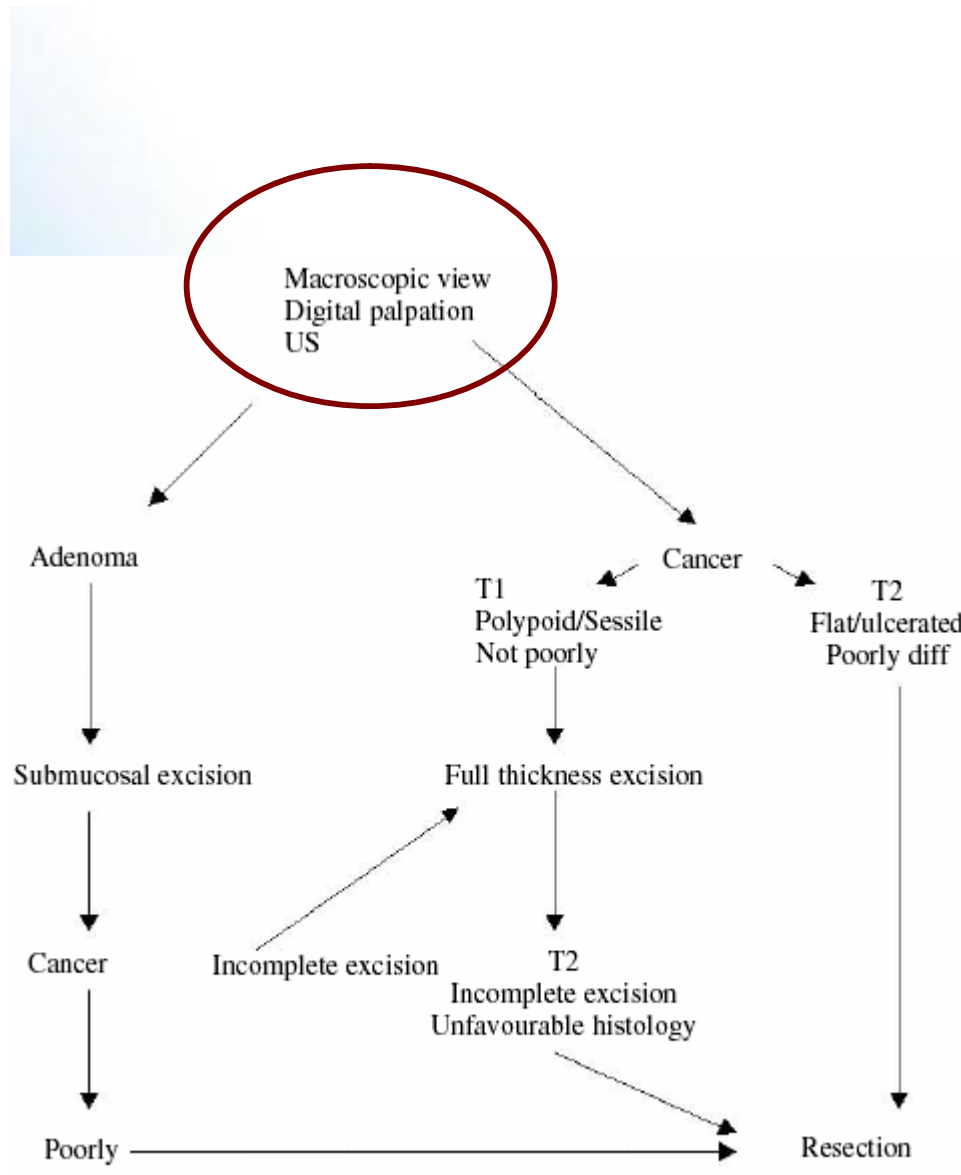 Macroscopic view
Digital palpation
US
Adenoma
Cancer
T1
Polypoid/Sessile
Not poorly
T2
Flat/ulcerated
Poorly diff
Submucosal excision
Full thickness excision
Cancer
Incomplete excision
T2
Incomplete excision
Unfavourable histology
Poorly
Resection